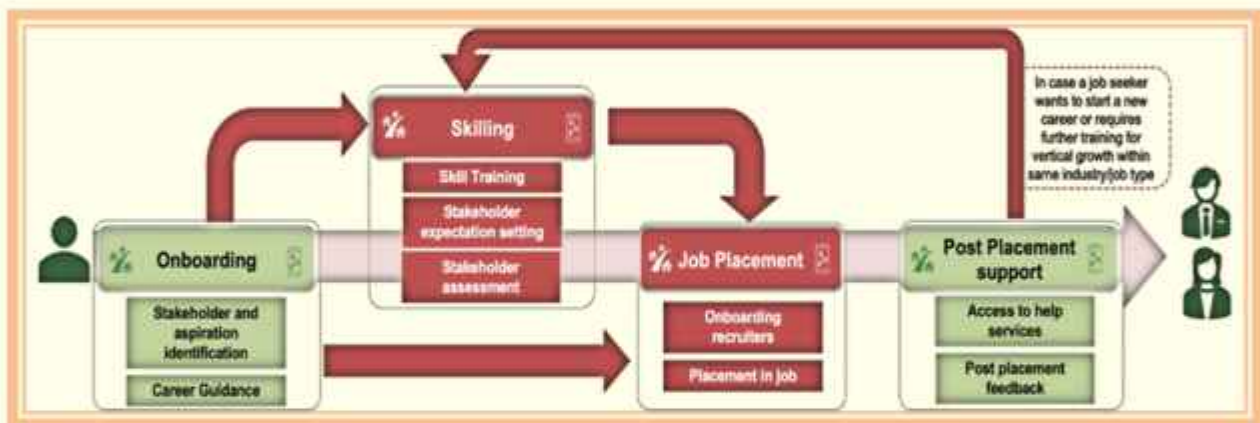 In case a job seeker
wants to start a new
career or requires
further training for
vertical growth within
same industry/job type
Skilling
Skill Training
Stakeholder
expectation setting
Stakeholder
assessment
Onboarding
Stakeholder and
aspiration
identification
Career Guidance
Job Placement
Onboarding
recruiters
Placement in job
Post Placement
support
Access to help
services
Post placement
feedback